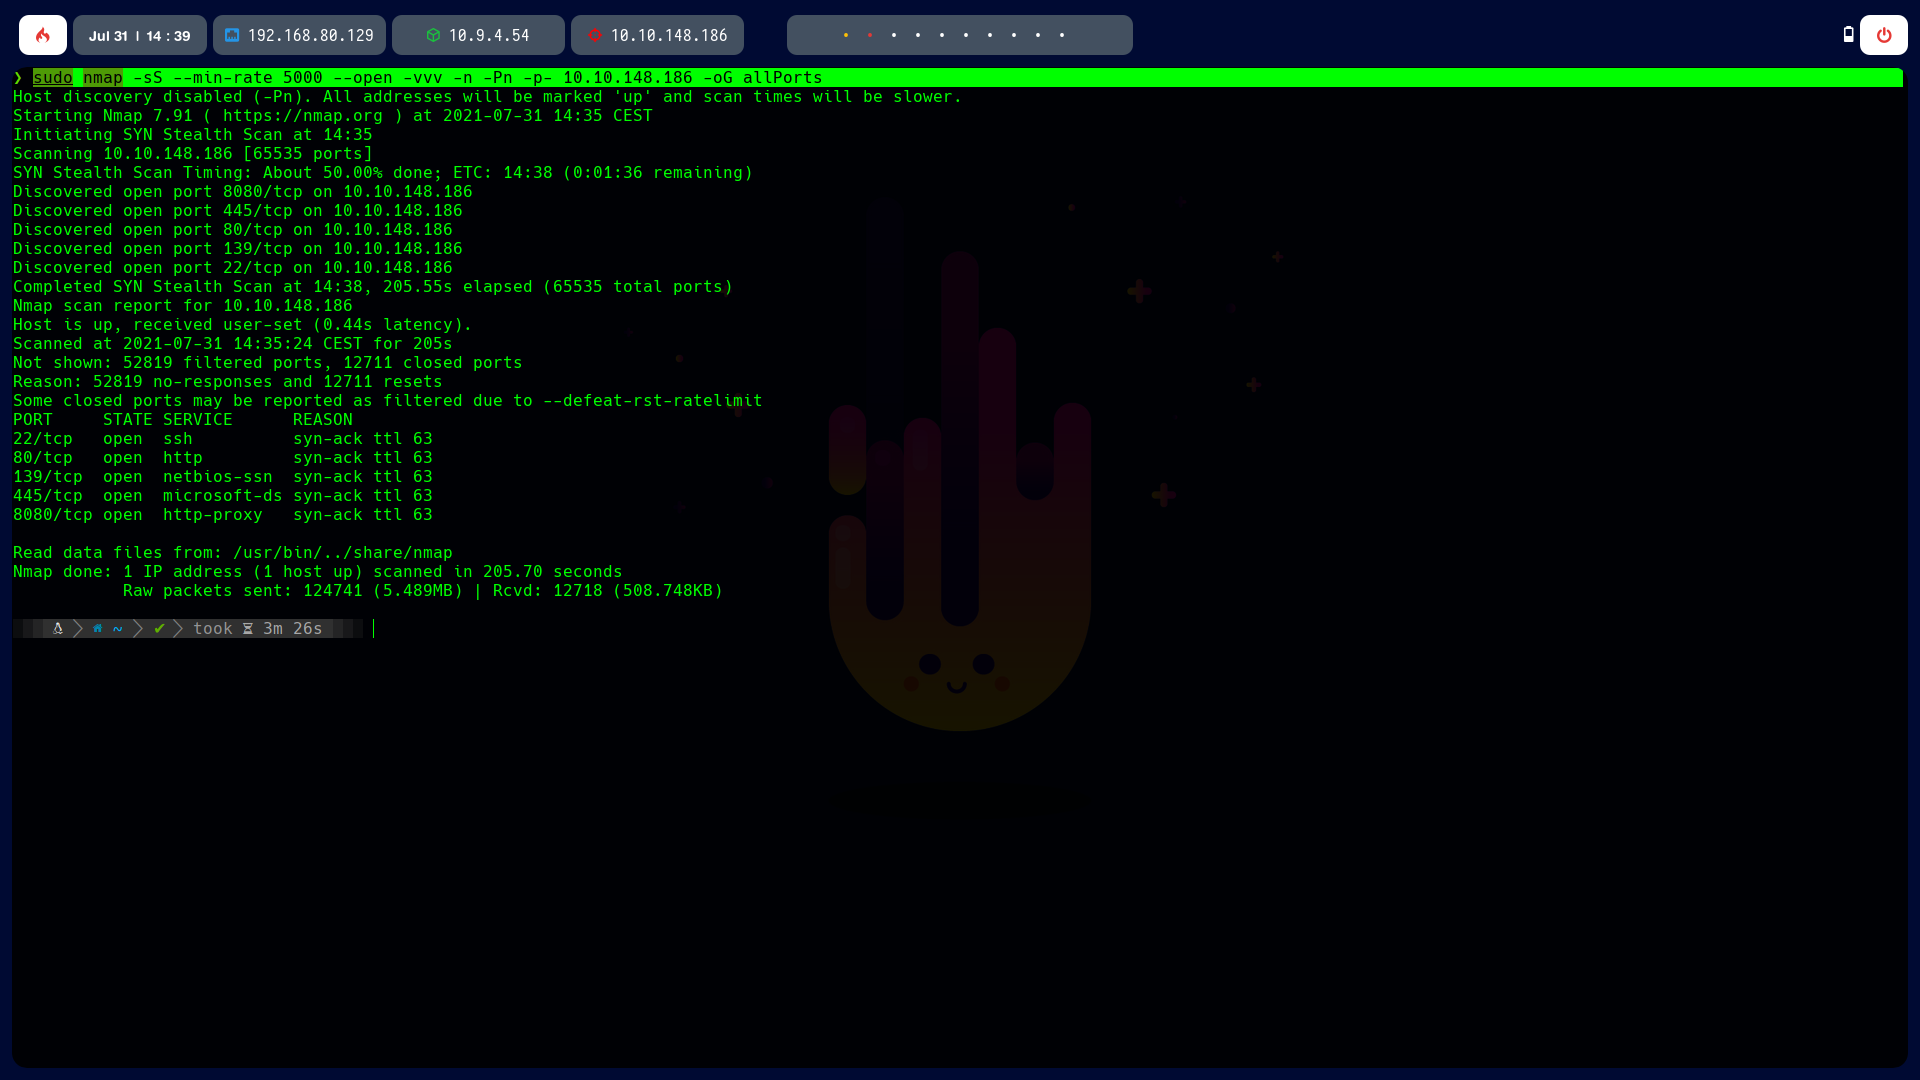 Jul 31 | 14 : 39 192.168.80.129 10.9.4.54 10.10.148.186
❯ sudo nmap -sS --min-rate 5000 --open -vvv -n -Pn -p- 10.10.148.186 -oG allPorts
Host discovery disabled (-Pn). All addresses will be marked 'up' and scan times will be slower.
Starting Nmap 7.91 ( https://nmap.org ) at 2021-07-31 14:35 CEST
Initiating SYN Stealth Scan at 14:35
Scanning 10.10.148.186 [65535 ports]
SYN Stealth Scan Timing: About 50.00% done; ETC: 14:38 (0:01:36 remaining)
Discovered open port 8080/tcp on 10.10.148.186
Discovered open port 445/tcp on 10.10.148.186
Discovered open port 80/tcp on 10.10.148.186
Discovered open port 139/tcp on 10.10.148.186
Discovered open port 22/tcp on 10.10.148.186
Completed SYN Stealth Scan at 14:38, 205.55s elapsed (65535 total ports)
Nmap scan report for 10.10.148.186
Host is up, received user-set (0.44s latency).
Scanned at 2021-07-31 14:35:24 CEST for 205s
Not shown: 52819 filtered ports, 12711 closed ports
Reason: 52819 no-responses and 12711 resets
Some closed ports may be reported as filtered due to --defeat-rst-ratelimit
PORT     STATE SERVICE      REASON
22/tcp   open  ssh          syn-ack ttl 63
80/tcp   open  http         syn-ack ttl 63
139/tcp  open  netbios-ssn  syn-ack ttl 63
445/tcp  open  microsoft-ds syn-ack ttl 63
8080/tcp open  http-proxy   syn-ack ttl 63
Read data files from: /usr/bin/../share/nmap
Nmap done: 1 IP address (1 host up) scanned in 205.70 seconds
           Raw packets sent: 124741 (5.489MB) | Rcvd: 12718 (508.748KB)
~ ✔ took 3m 26s